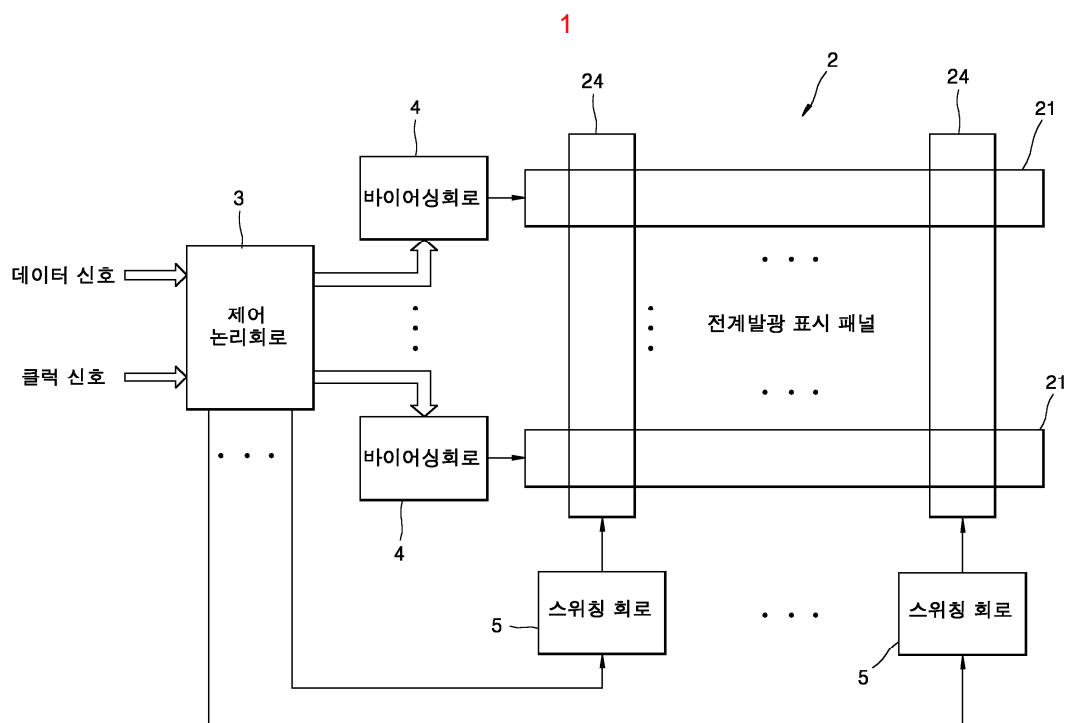 1
2
24
24
21
4
바이어싱회로
3
데이터 신호
제어
논리회로
전계발광 표시 패널
클럭 신호
21
바이어싱회로
4
스위칭 회로
스위칭 회로
5
5